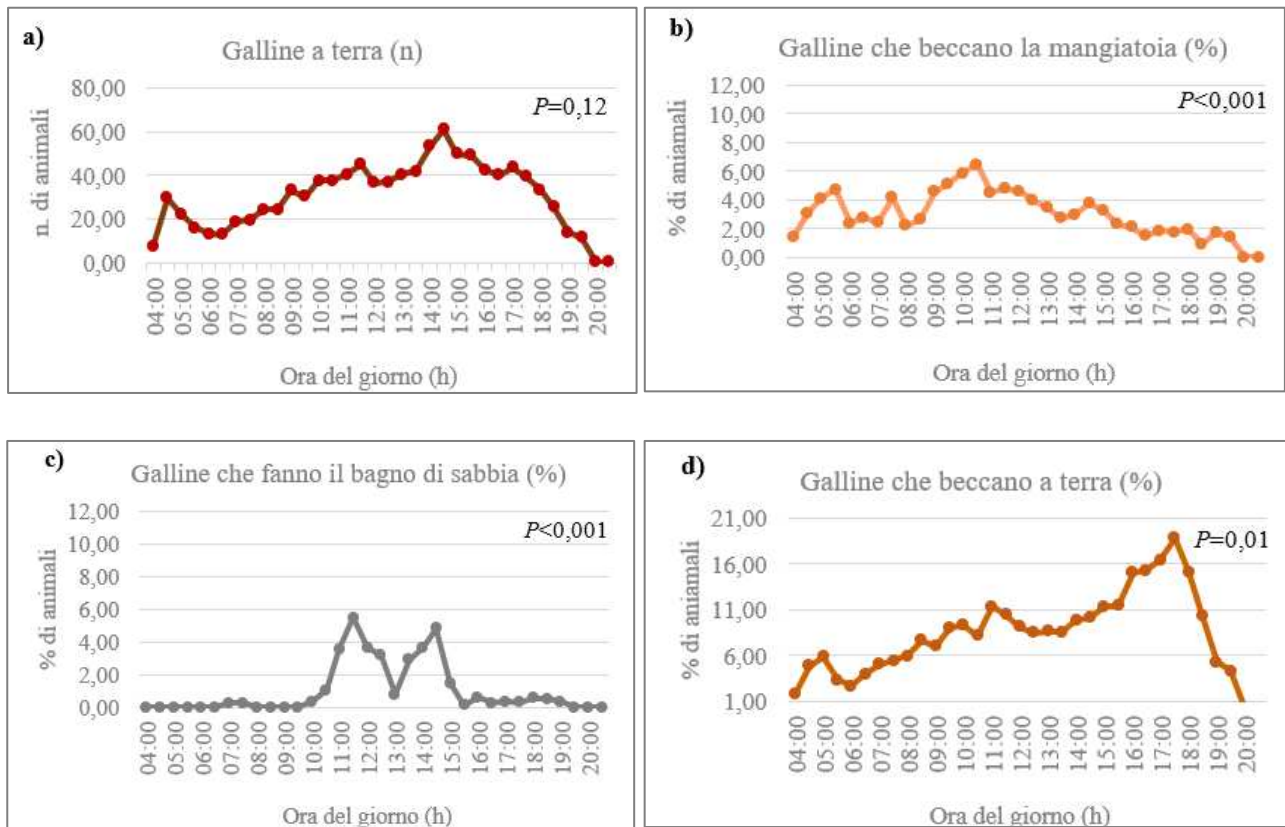 a)
Galline a terra (n)
P=0,12
n. di animali
80,00
60,00
40,00
20,00
0,00
04:00 05:00 06:00 07:00 08:00 09:00 10:00 11:00 12:00 13:00 14:00 15:00 16:00 17:00 18:00 19:00 20:00
Ora del giorno (h)
b)
Galline che beccano la mangiatoia (%)
P<0,001
% di aniamali
12,00
10,00
8,00
6,00
4,00
2,00
0,00
04:00 05:00 06:00 07:00 08:00 09:00 10:00 11:00 12:00 13:00 14:00 15:00 16:00 17:00 18:00 19:00 20:00
Ora del giorno (h)
c)
Galline che fanno il bagno di sabbia (%)
P<0,001
% di animali
12,00
10,00
8,00
6,00
4,00
2,00
0,00
04:00 05:00 06:00 07:00 08:00 09:00 10:00 11:00 12:00 13:00 14:00 15:00 16:00 17:00 18:00 19:00 20:00
Ora del giorno (h)
d)
Galline che beccano a terra (%)
P=0,01
% di aniamali
21,00
16,00
11,00
6,00
1,00
04:00 05:00 06:00 07:00 08:00 09:00 10:00 11:00 12:00 13:00 14:00 15:00 16:00 17:00 18:00 19:00 20:00
Ora del giorno (h)